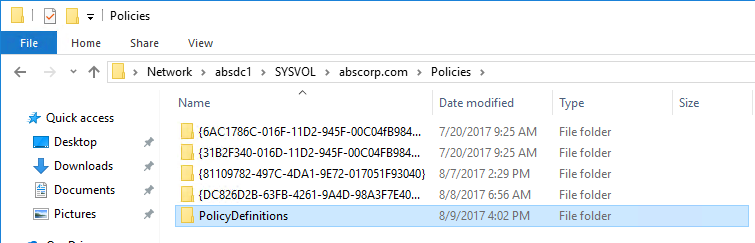 Policies
File Home Share View
Network absdc1 SYSVOL abscorp.com Policies
Name Date modified Type Size
Quick access
Desktop
Downloads
Documents
Pictures
{6AC1786C-016F-11D2-945F-00C04fB984... 7/20/2017 9:25 AM File folder
{31B2F340-016D-11D2-945F-00C04FB984... 7/20/2017 9:25 AM File folder
{81109782-497C-4DA1-9E72-017051F93040} 8/7/2017 2:29 PM File folder
{DC826D2B-63FB-4261-9A4D-98A3F7E40... 8/8/2017 6:56 AM File folder
PolicyDefinitions 8/9/2017 4:02 PM File folder